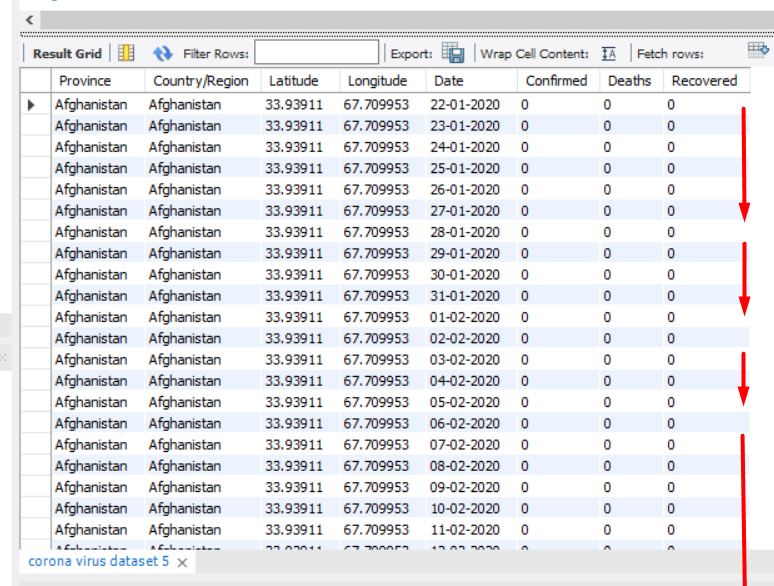 Result Grid Filter Rows: Export: Wrap Cell Content: IA Fetch rows:
Province Country/Region Latitude Longitude Date Confirmed Deaths Recovered
Afghanistan Afghanistan 33.93911 67.709953 22-01-2020 0 0 0
Afghanistan Afghanistan 33.93911 67.709953 23-01-2020 0 0 0
Afghanistan Afghanistan 33.93911 67.709953 24-01-2020 0 0 0
Afghanistan Afghanistan 33.93911 67.709953 25-01-2020 0 0 0
Afghanistan Afghanistan 33.93911 67.709953 26-01-2020 0 0 0
Afghanistan Afghanistan 33.93911 67.709953 27-01-2020 0 0 0
Afghanistan Afghanistan 33.93911 67.709953 28-01-2020 0 0 0
Afghanistan Afghanistan 33.93911 67.709953 29-01-2020 0 0 0
Afghanistan Afghanistan 33.93911 67.709953 30-01-2020 0 0 0
Afghanistan Afghanistan 33.93911 67.709953 31-01-2020 0 0 0
Afghanistan Afghanistan 33.93911 67.709953 01-02-2020 0 0 0
Afghanistan Afghanistan 33.93911 67.709953 02-02-2020 0 0 0
Afghanistan Afghanistan 33.93911 67.709953 03-02-2020 0 0 0
Afghanistan Afghanistan 33.93911 67.709953 04-02-2020 0 0 0
Afghanistan Afghanistan 33.93911 67.709953 05-02-2020 0 0 0
Afghanistan Afghanistan 33.93911 67.709953 06-02-2020 0 0 0
Afghanistan Afghanistan 33.93911 67.709953 07-02-2020 0 0 0
Afghanistan Afghanistan 33.93911 67.709953 08-02-2020 0 0 0
Afghanistan Afghanistan 33.93911 67.709953 09-02-2020 0 0 0
Afghanistan Afghanistan 33.93911 67.709953 10-02-2020 0 0 0
Afghanistan Afghanistan 33.93911 67.709953 11-02-2020 0 0 0
corona virus dataset 5